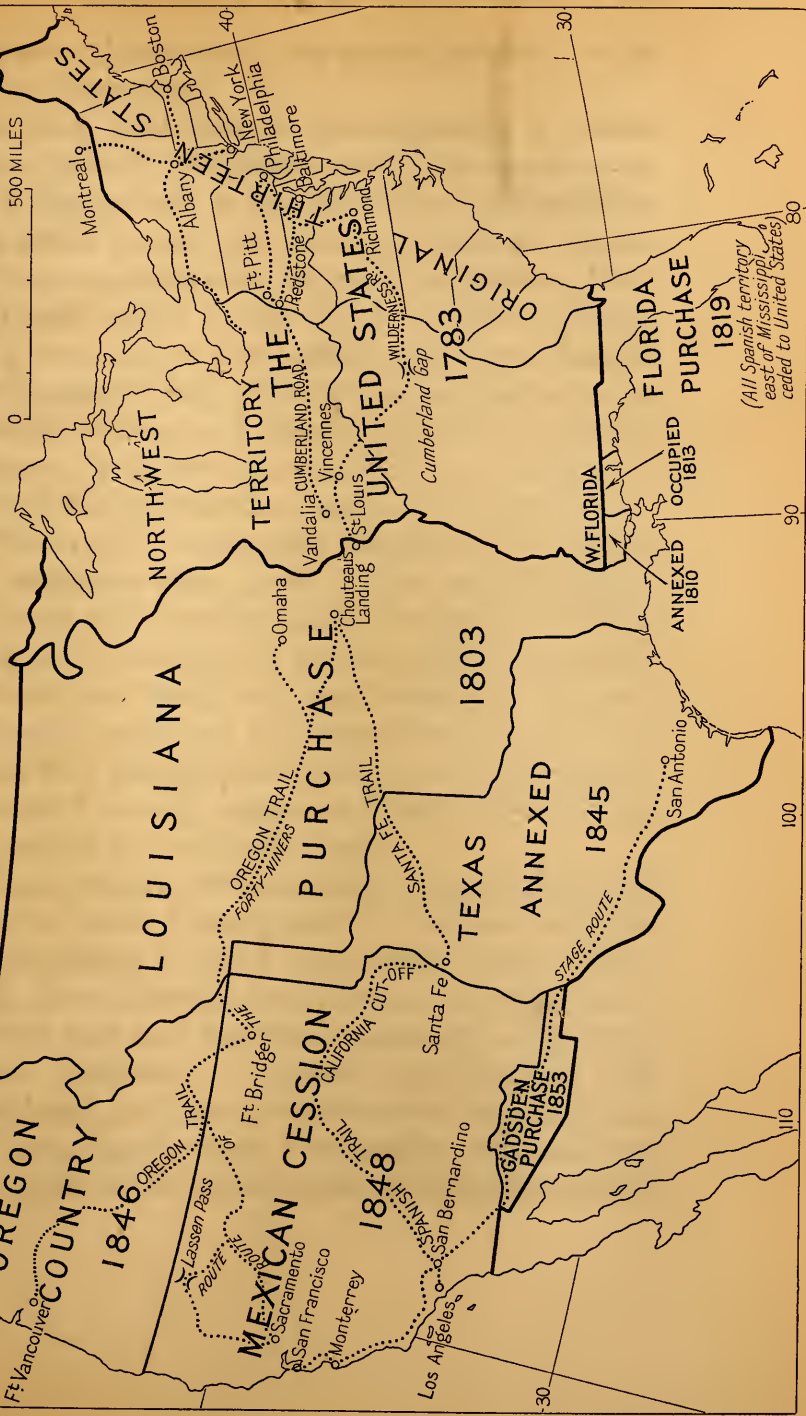 500 MILES
0
40
30
30
80
90
100
110
OREGON
COUNTRY
1846
Ft. Vancouver
OREGON TRAIL
LOUISIANA
PURCHASE
1803
OREGON TRAIL
FORTY-NINERS
SANTA FE TRAIL
Omaha
Chouteau's
Landing
NORTHWEST
TERRITORY
THE
UNITED STATES
1783
THIRTEEN
ORIGINAL
STATES
Montreal
Boston
Albany
New York
Philadelphia
Baltimore
Ft. Pitt
Redstone
Richmond
WILDERNESS RD
Cumberland Gap
CUMBERLAND ROAD
Vandalia
Vincennes
St Louis
MEXICAN CESSION
1848
Lassen Pass
ROUTE
ROUTE
OF
THE
Ft. Bridger
Sacramento
San Francisco
Monterrey
Los Angeles
San Bernardino
SPANISH
TRAIL
CALIFORNIA CUT-OFF
Santa Fe
GADSDEN
PURCHASE
1853
TEXAS
ANNEXED
1845
STAGE ROUTE
San Antonio
W. FLORIDA
ANNEXED
1810
OCCUPIED
1813
FLORIDA
PURCHASE
1819
(All Spanish territory
east of Mississippi
ceded to United States)